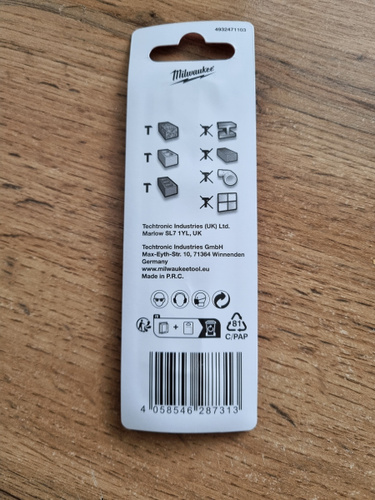 4932471103
Milwaukee
T
T
T
Techtronic Industries (UK) Ltd.
Marlow SL7 1YL, UK
Techtronic Industries GmbH
Max-Eyth-Str. 10, 71364 Winnenden
Germany
www.milwaukeetool.eu
Made in P.R.C.
+
81
C/PAP
4 058546 287313